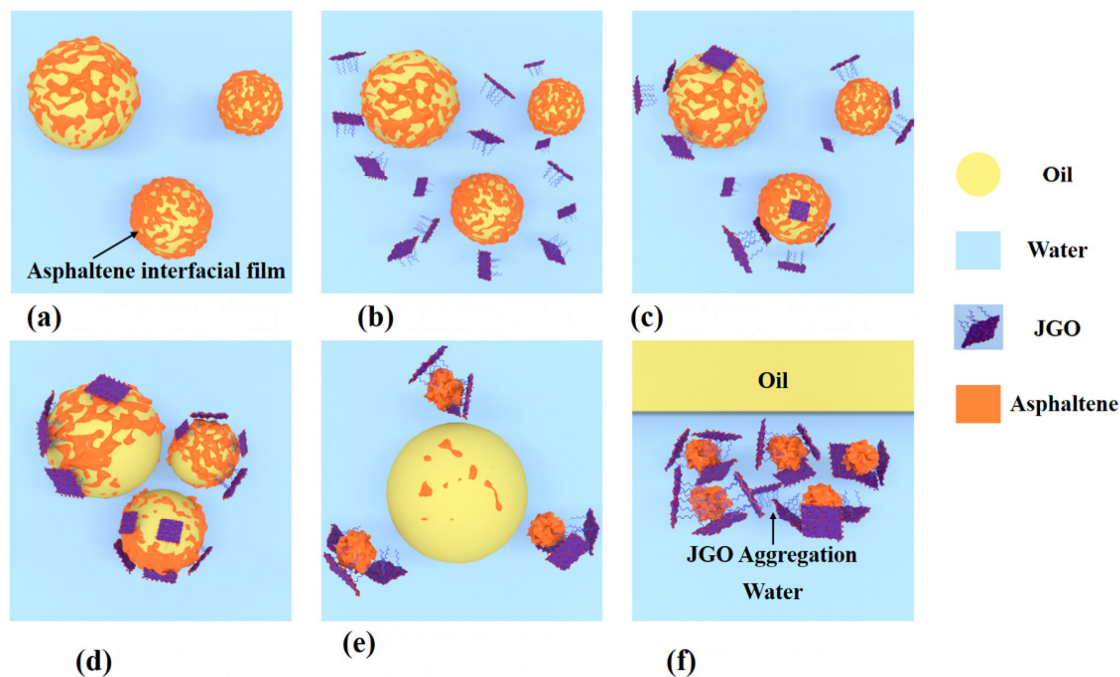 Asphaltene interfacial film
(a)
(b)
(c)
Oil
Water
JGO
Asphaltene
Oil
JGO Aggregation
Water
(d)
(e)
(f)